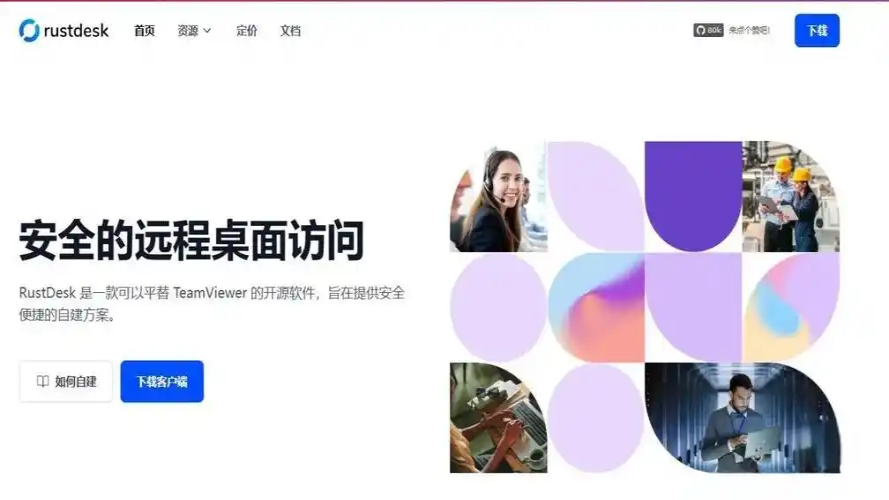 rustdesk 首页 资源 定价 文档 80k 来点个赞吧! 下载
安全的远程桌面访问
RustDesk 是一款可以平替 TeamViewer 的开源软件，旨在提供安全
便捷的自建方案。
如何自建 下载客户端